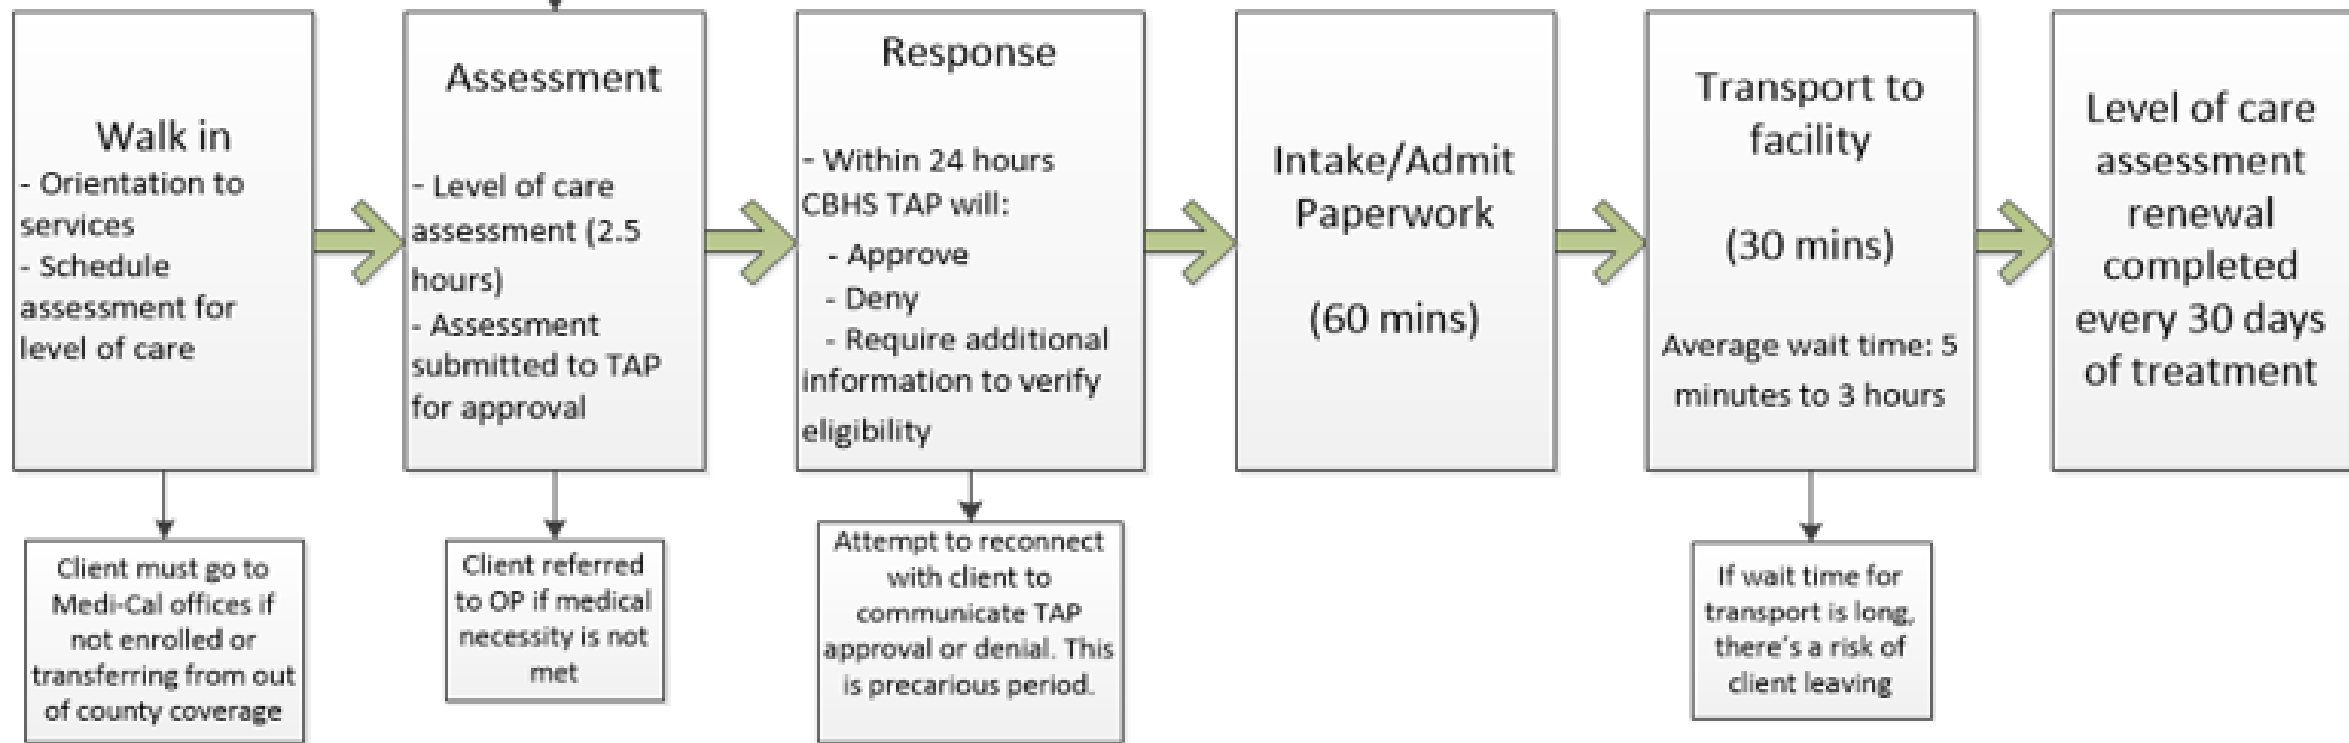 Walk in
- Orientation to
services
- Schedule
assessment for
level of care
Assessment
- Level of care
assessment (2.5
hours)
- Assessment
submitted to TAP
for approval
Response
- Within 24 hours
CBHS TAP will:
- Approve
- Deny
- Require additional
information to verify
eligibility
Intake/Admit
Paperwork
(60 mins)
Transport to
facility
(30 mins)
Average wait time: 5
minutes to 3 hours
Level of care
assessment
renewal
completed
every 30 days
of treatment
Client must go to
Medi-Cal offices if
not enrolled or
transferring from out
of county coverage
Client referred
to OP if medical
necessity is not
met
Attempt to reconnect
with client to
communicate TAP
approval or denial. This
is precarious period.
If wait time for
transport is long,
there's a risk of
client leaving